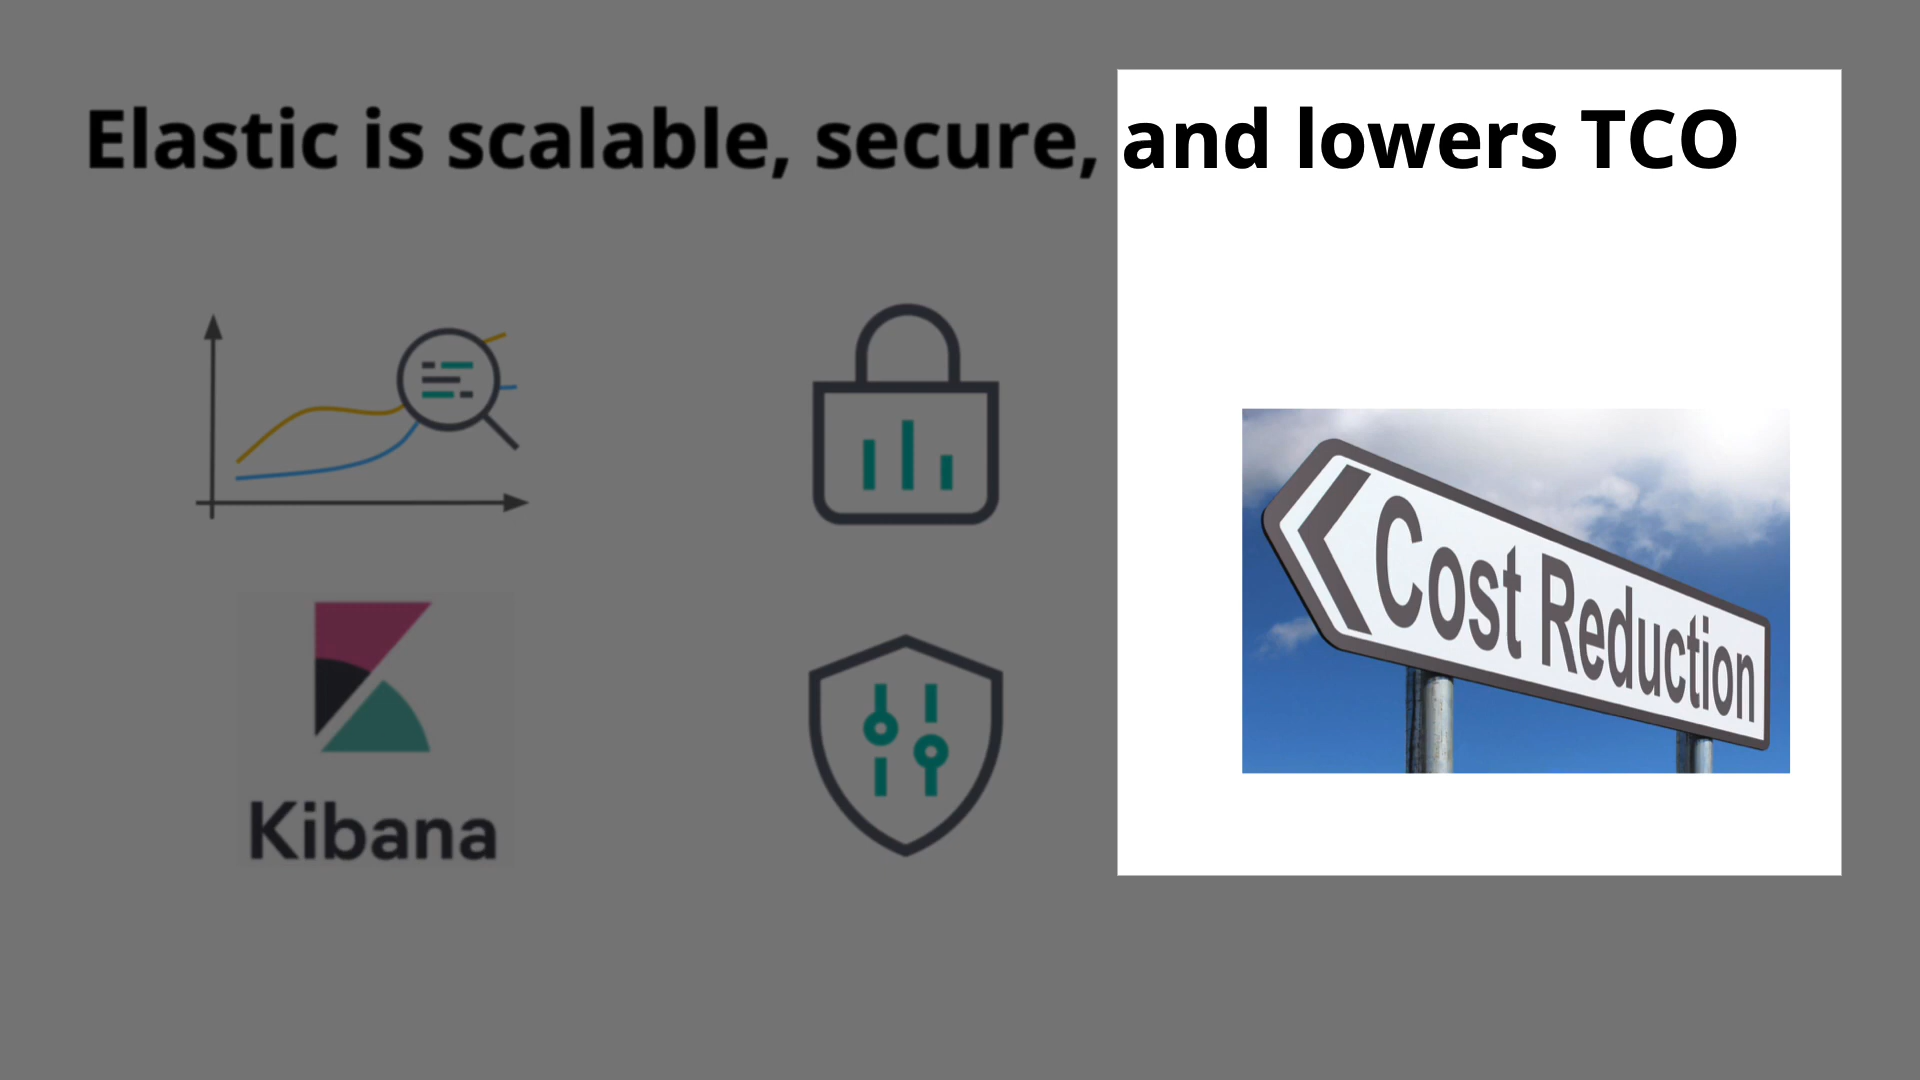 Elastic is scalable, secure, and lowers TCO
Cost Reduction
Kibana